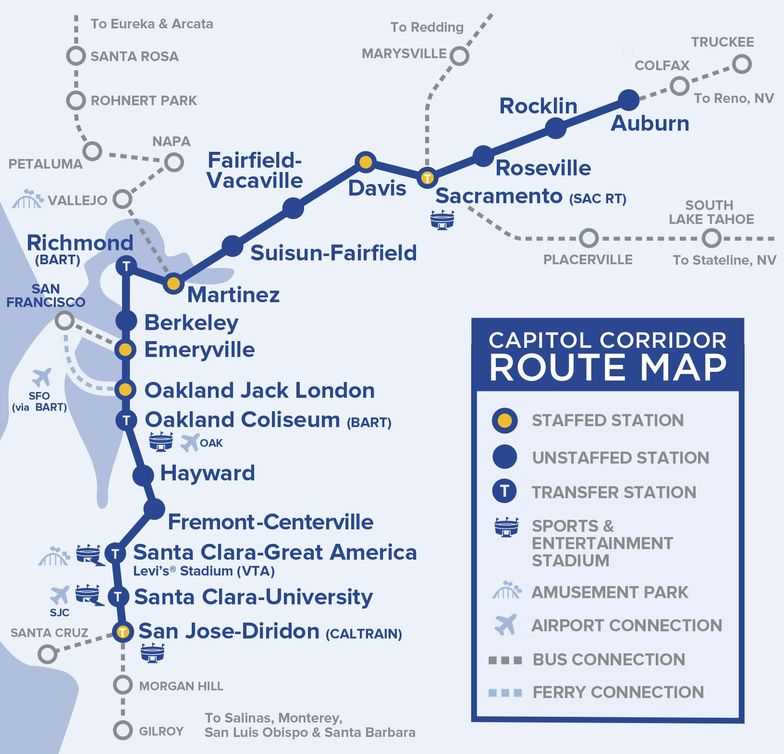 To Eureka & Arcata
SANTA ROSA
ROHNERT PARK
NAPA
PETALUMA
VALLEJO
To Redding
MARYSVILLE
TRUCKEE
COLFAX
To Reno, NV
Rocklin
Auburn
Roseville
Fairfield-
Vacaville
Davis
T
Sacramento (SAC RT)
SOUTH
LAKE TAHOE
PLACERVILLE
To Stateline, NV
Suisun-Fairfield
Richmond
(BART)
T
Martinez
SAN
FRANCISCO
Berkeley
Emeryville
SFO
(via BART)
Oakland Jack London
T
Oakland Coliseum (BART)
OAK
Hayward
Fremont-Centerville
T
Santa Clara-Great America
Levi's® Stadium (VTA)
T
Santa Clara-University
SJC
T
San Jose-Diridon (CALTRAIN)
SANTA CRUZ
MORGAN HILL
GILROY
To Salinas, Monterey,
San Luis Obispo & Santa Barbara
CAPITOL CORRIDOR
ROUTE MAP
STAFFED STATION
UNSTAFFED STATION
T TRANSFER STATION
SPORTS &
ENTERTAINMENT
STADIUM
AMUSEMENT PARK
AIRPORT CONNECTION
BUS CONNECTION
FERRY CONNECTION